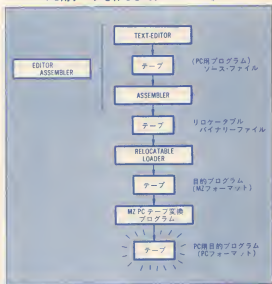 TEXT-EDITOR
テープ
(PC用プログラム)
ソース・ファイル
EDITOR
ASSEMBLER
ASSEMBLER
テープ
リロケータブル
バイナリーファイル
RELOCATABLE
LOADER
テープ
目的プログラム
(MZフォーマット)
MZ PC テープ変換
プログラム
テープ
PC用目的プログラム
(PCフォーマット)